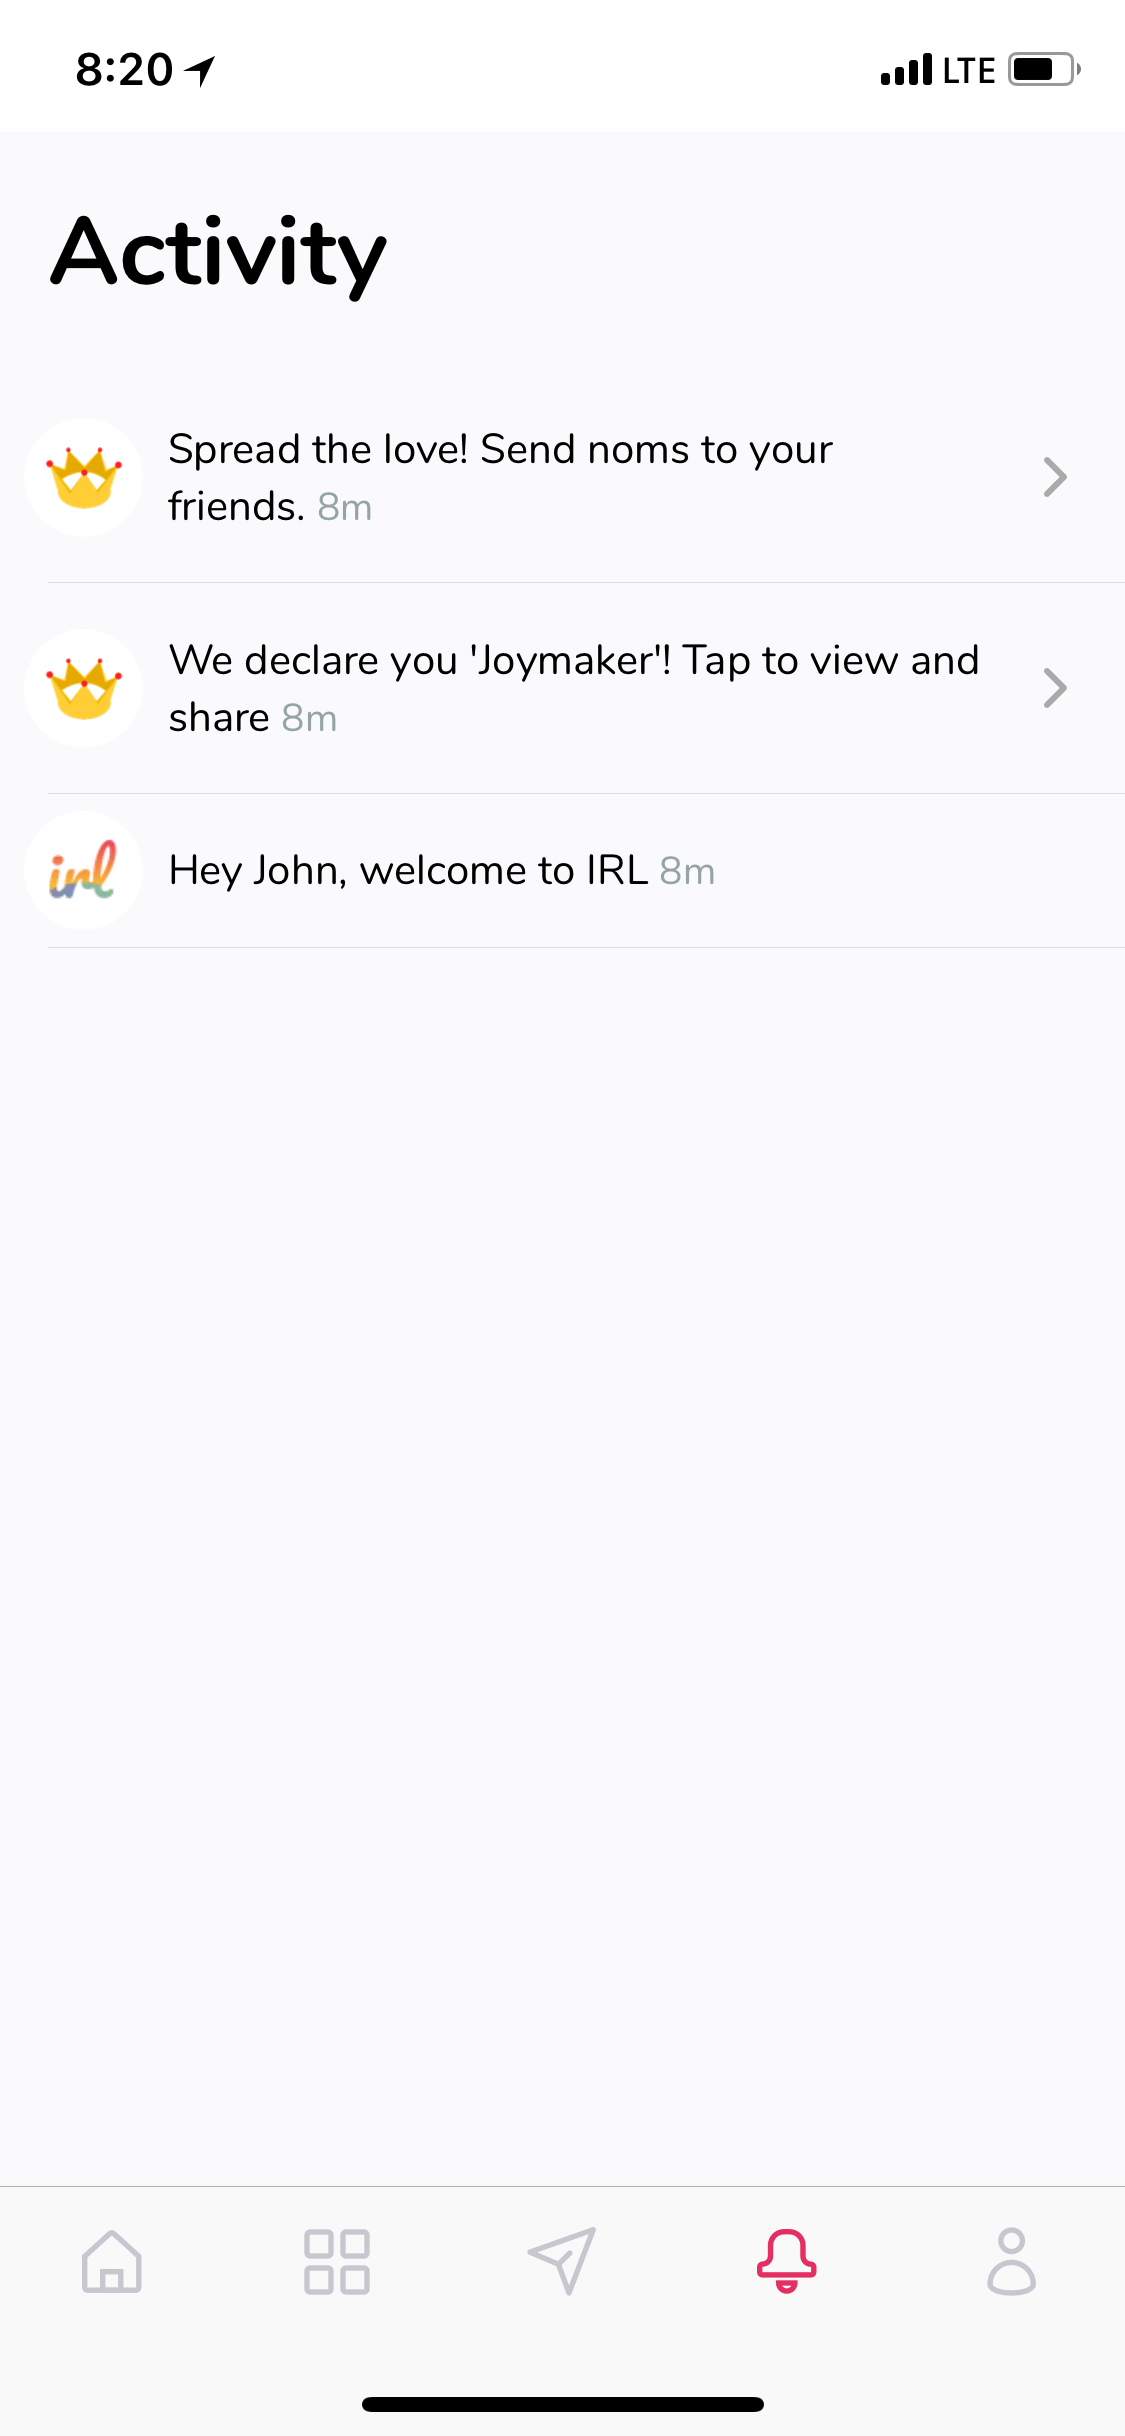 8:20
LTE
Activity
Spread the love! Send noms to your
friends. 8m
We declare you 'Joymaker'! Tap to view and
share 8m
irl
Hey John, welcome to IRL 8m